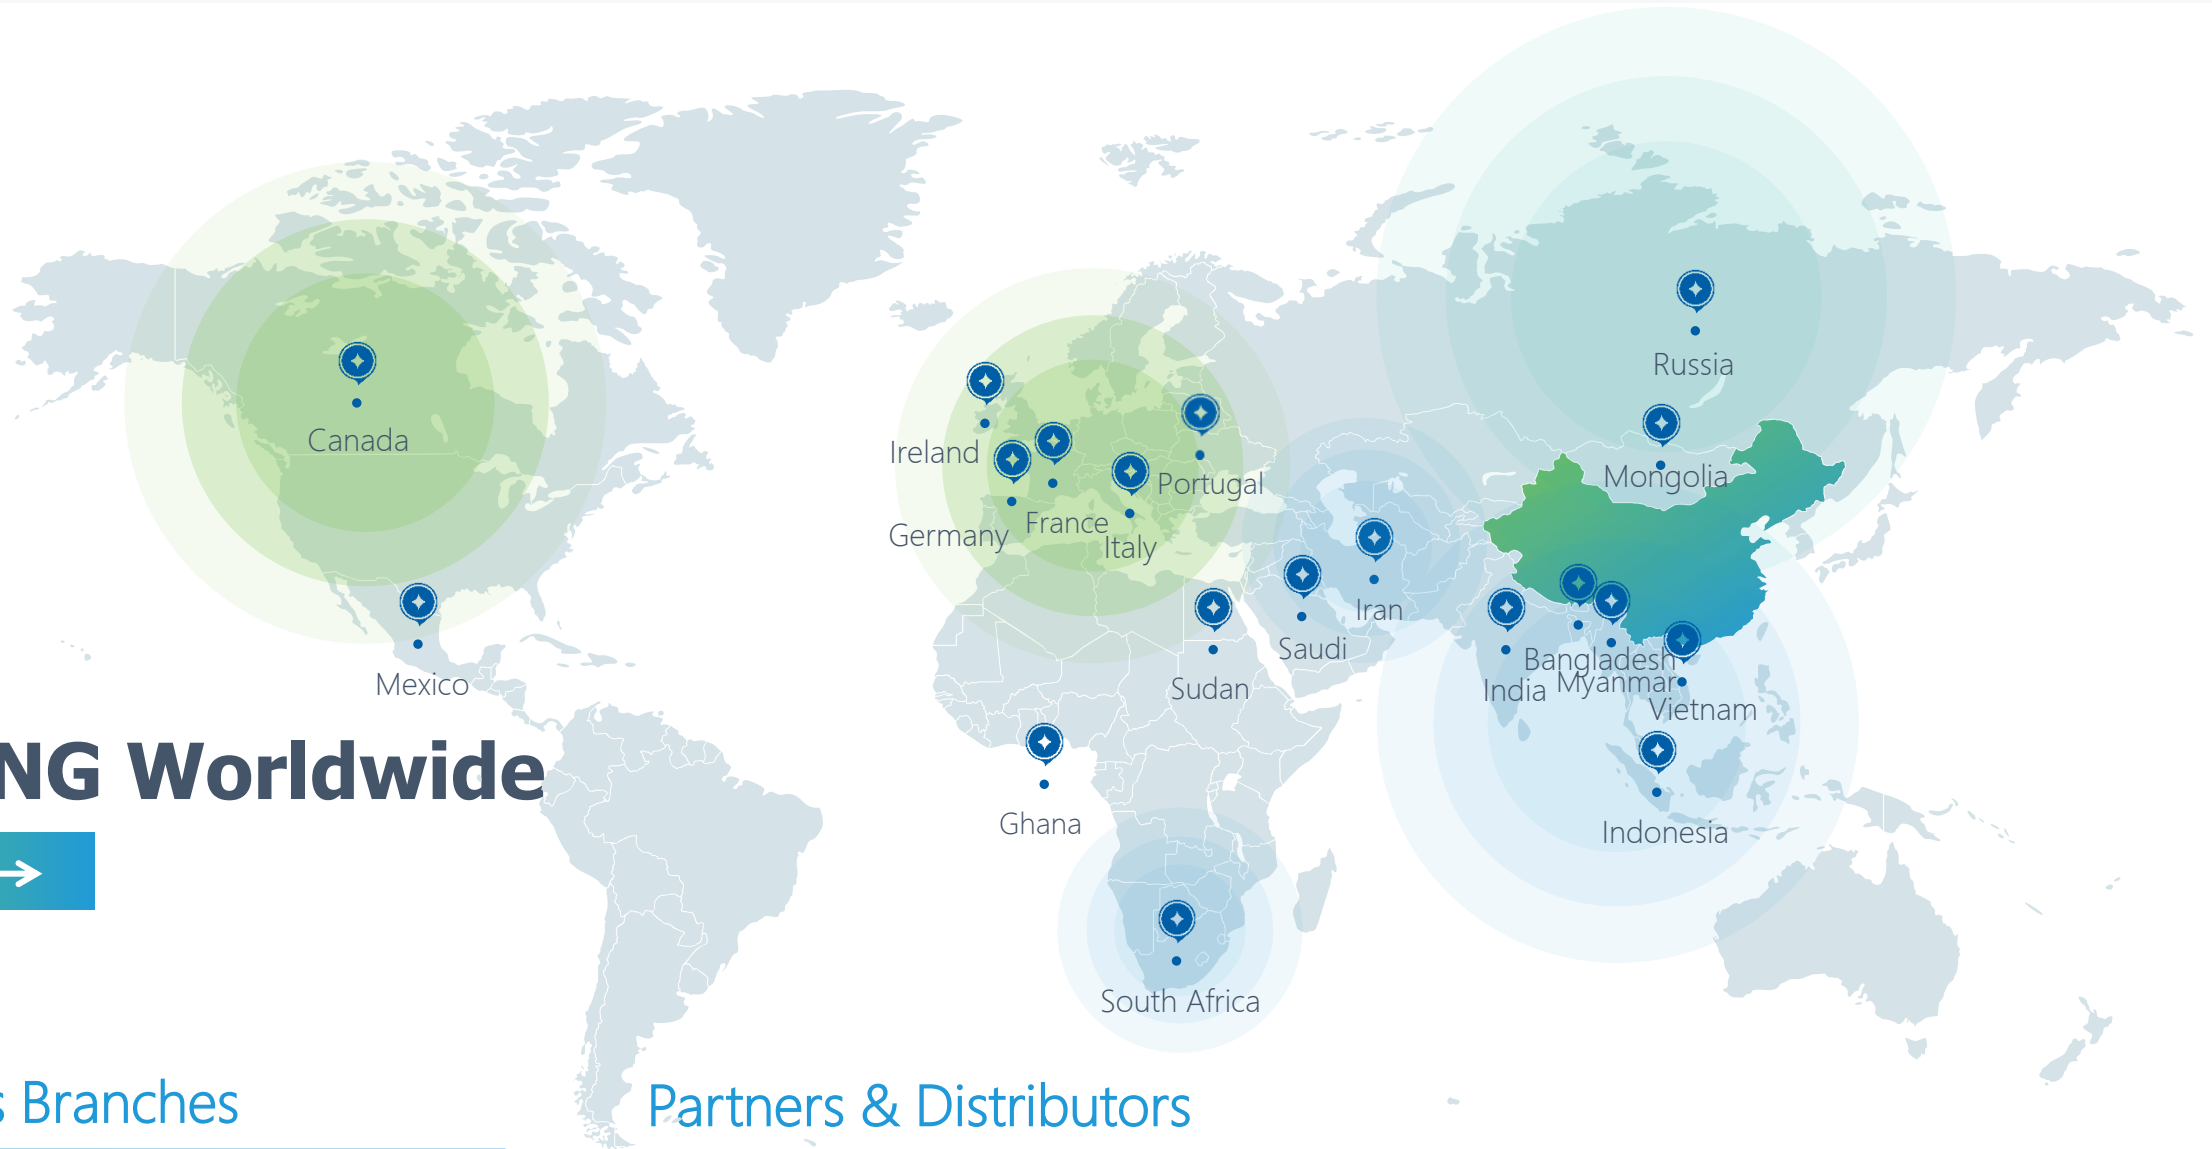 Russia
Canada
Ireland
Mongolia
Portugal
Germany
France
Italy
Iran
Saudi
Bangladesh
Mexico
Sudan
India
Myanmar
Vietnam
NG Worldwide
Ghana
Indonesia
South Africa
s Branches
Partners & Distributors